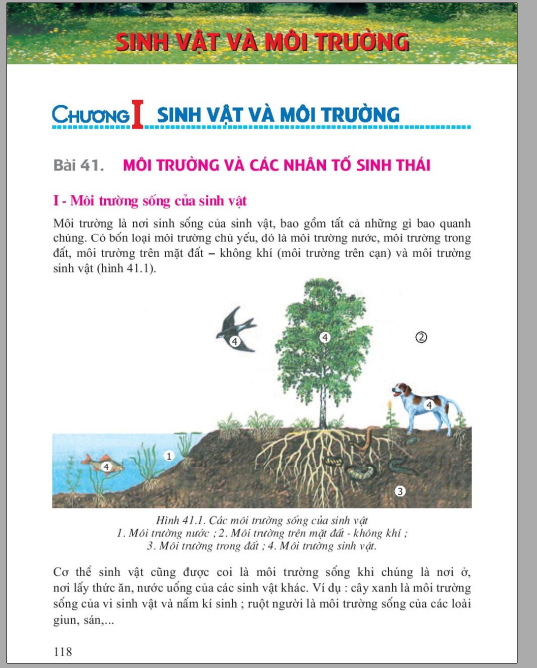 SINH VẬT VÀ MÔI TRƯỜNG
CHƯƠNG I SINH VẬT VÀ MÔI TRƯỜNG
Bài 41. MÔI TRƯỜNG VÀ CÁC NHÂN TỐ SINH THÁI
I - Môi trường sống của sinh vật
Môi trường là nơi sinh sống của sinh vật, bao gồm tất cả những gì bao quanh
chúng. Có bốn loại môi trường chủ yếu, đó là môi trường nước, môi trường trong
đất, môi trường trên mặt đất – không khí (môi trường trên cạn) và môi trường
sinh vật (hình 41.1).
4
4
2
4
1
4
3
Hình 41.1. Các môi trường sống của sinh vật
1. Môi trường nước ; 2. Môi trường trên mặt đất - không khí ;
3. Môi trường trong đất ; 4. Môi trường sinh vật.
Cơ thể sinh vật cũng được coi là môi trường sống khi chúng là nơi ở,
nơi lấy thức ăn, nước uống của các sinh vật khác. Ví dụ : cây xanh là môi trường
sống của vi sinh vật và nấm kí sinh ; ruột người là môi trường sống của các loài
giun, sán,...
118